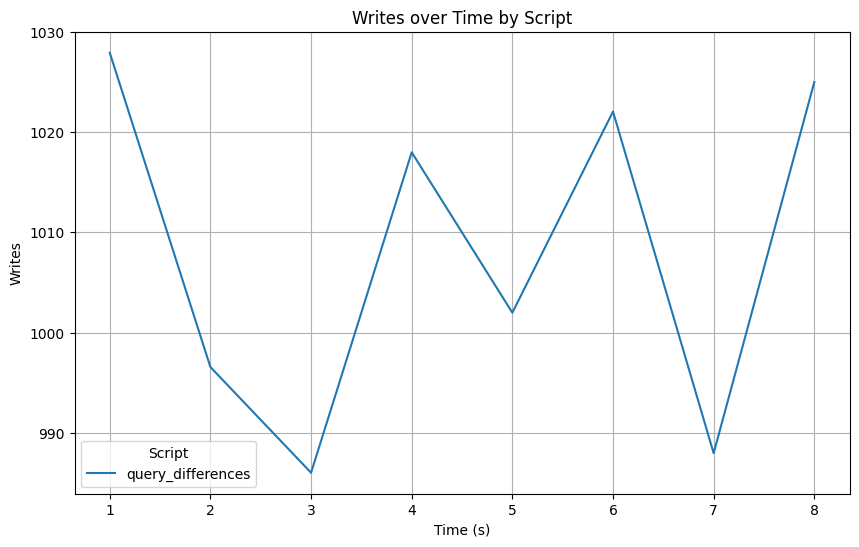 Writes over Time by Script
1030
1020
1010
1000
990
Writes
Script
query_differences
1 2 3 4 5 6 7 8
Time (s)